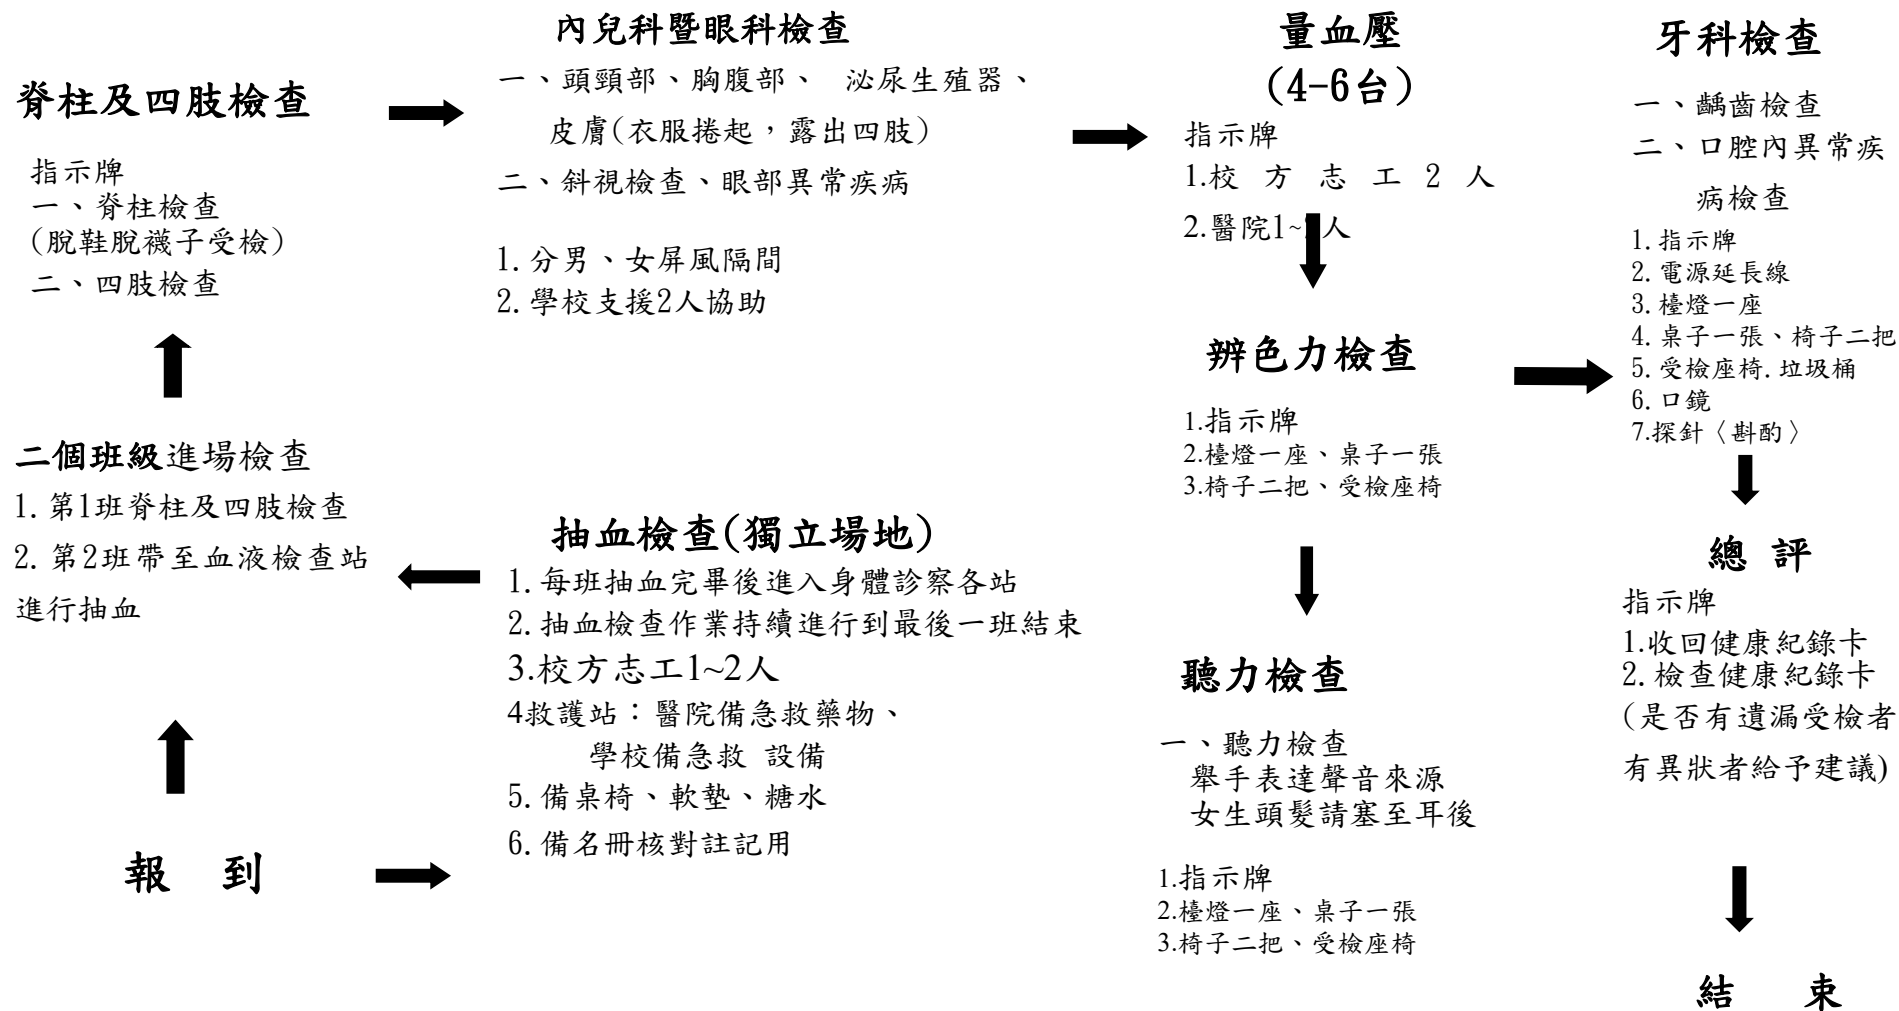 脊柱及四肢檢查
指示牌
一、脊柱檢查
(脫鞋脫襪子受檢)
二、四肢檢查
二個班級進場檢查
1. 第1班脊柱及四肢檢查
2. 第2班帶至血液檢查站
進行抽血
報 到
內兒科暨眼科檢查
一、頭頸部、胸腹部、 泌尿生殖器、
皮膚(衣服捲起，露出四肢)
二、斜視檢查、眼部異常疾病
1. 分男、女屏風隔間
2. 學校支援2人協助
抽血檢查(獨立場地)
1. 每班抽血完畢後進入身體診察各站
2. 抽血檢查作業持續進行到最後一班結束
3.校方志工1~2人
4救護站：醫院備急救藥物、
學校備急救 設備
5. 備桌椅、軟墊、糖水
6. 備名冊核對註記用
量血壓
(4-6台)
指示牌
1.校 方 志 工 2 人
2.醫院1~人
辨色力檢查
1.指示牌
2.檯燈一座、桌子一張
3.椅子二把、受檢座椅
聽力檢查
一、聽力檢查
舉手表達聲音來源
女生頭髮請塞至耳後
1.指示牌
2.檯燈一座、桌子一張
3.椅子二把、受檢座椅
牙科檢查
一、齲齒檢查
二、口腔內異常疾
病檢查
1. 指示牌
2. 電源延長線
3. 檯燈一座
4. 桌子一張、椅子二把
5. 受檢座椅.垃圾桶
6. 口鏡
7.探針〈斟酌〉
總 評
指示牌
1.收回健康紀錄卡
2. 檢查健康紀錄卡
(是否有遺漏受檢者
有異狀者給予建議)
結 束